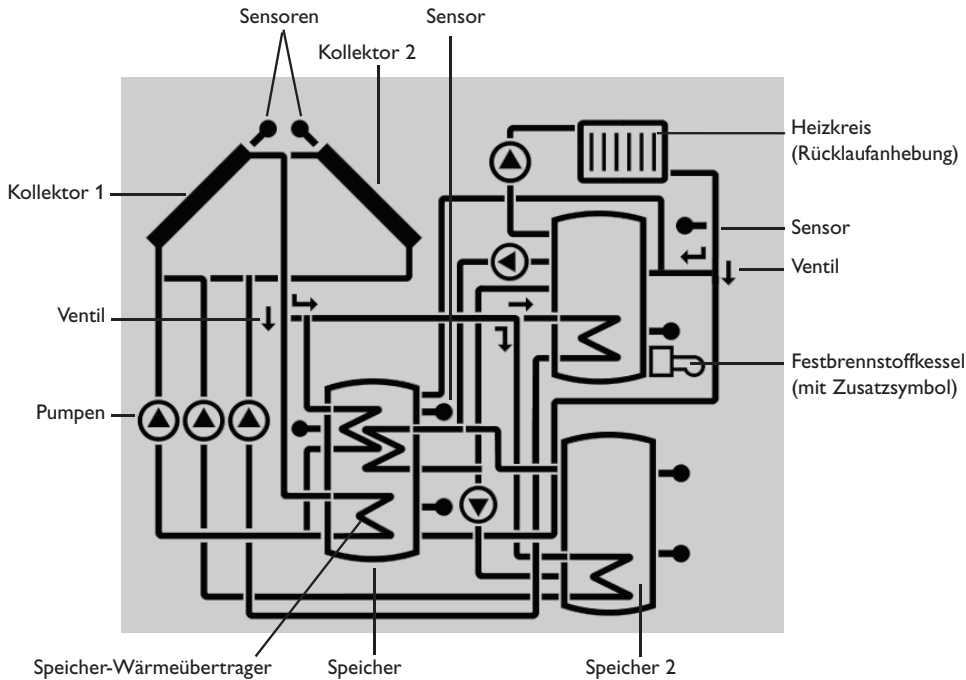 Sensoren
Sensor
Kollektor 2
Heizkreis
(Rücklaufanhebung)
Kollektor 1
Sensor
Ventil
Ventil
Festbrennstoffkessel
(mit Zusatzsymbol)
Pumpen
Speicher-Wärmeübertrager
Speicher
Speicher 2